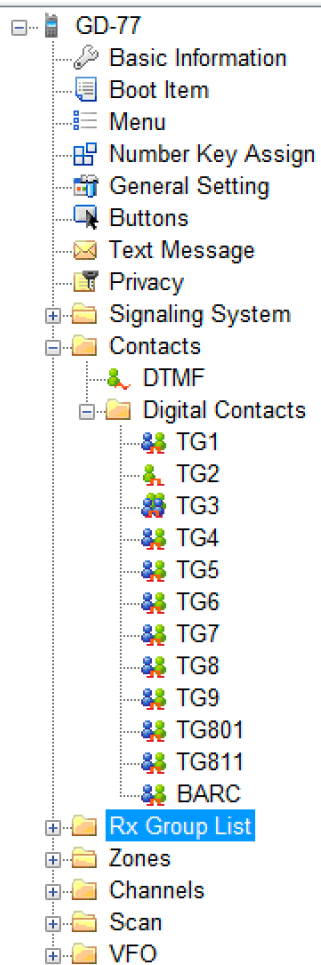 GD-77
Basic Information
Boot Item
Menu
Number Key Assign
General Setting
Buttons
Text Message
Privacy
Signaling System
Contacts
DTMF
Digital Contacts
TG1
TG2
TG3
TG4
TG5
TG6
TG7
TG8
TG9
TG801
TG811
BARC
Rx Group List
Zones
Channels
Scan
VFO